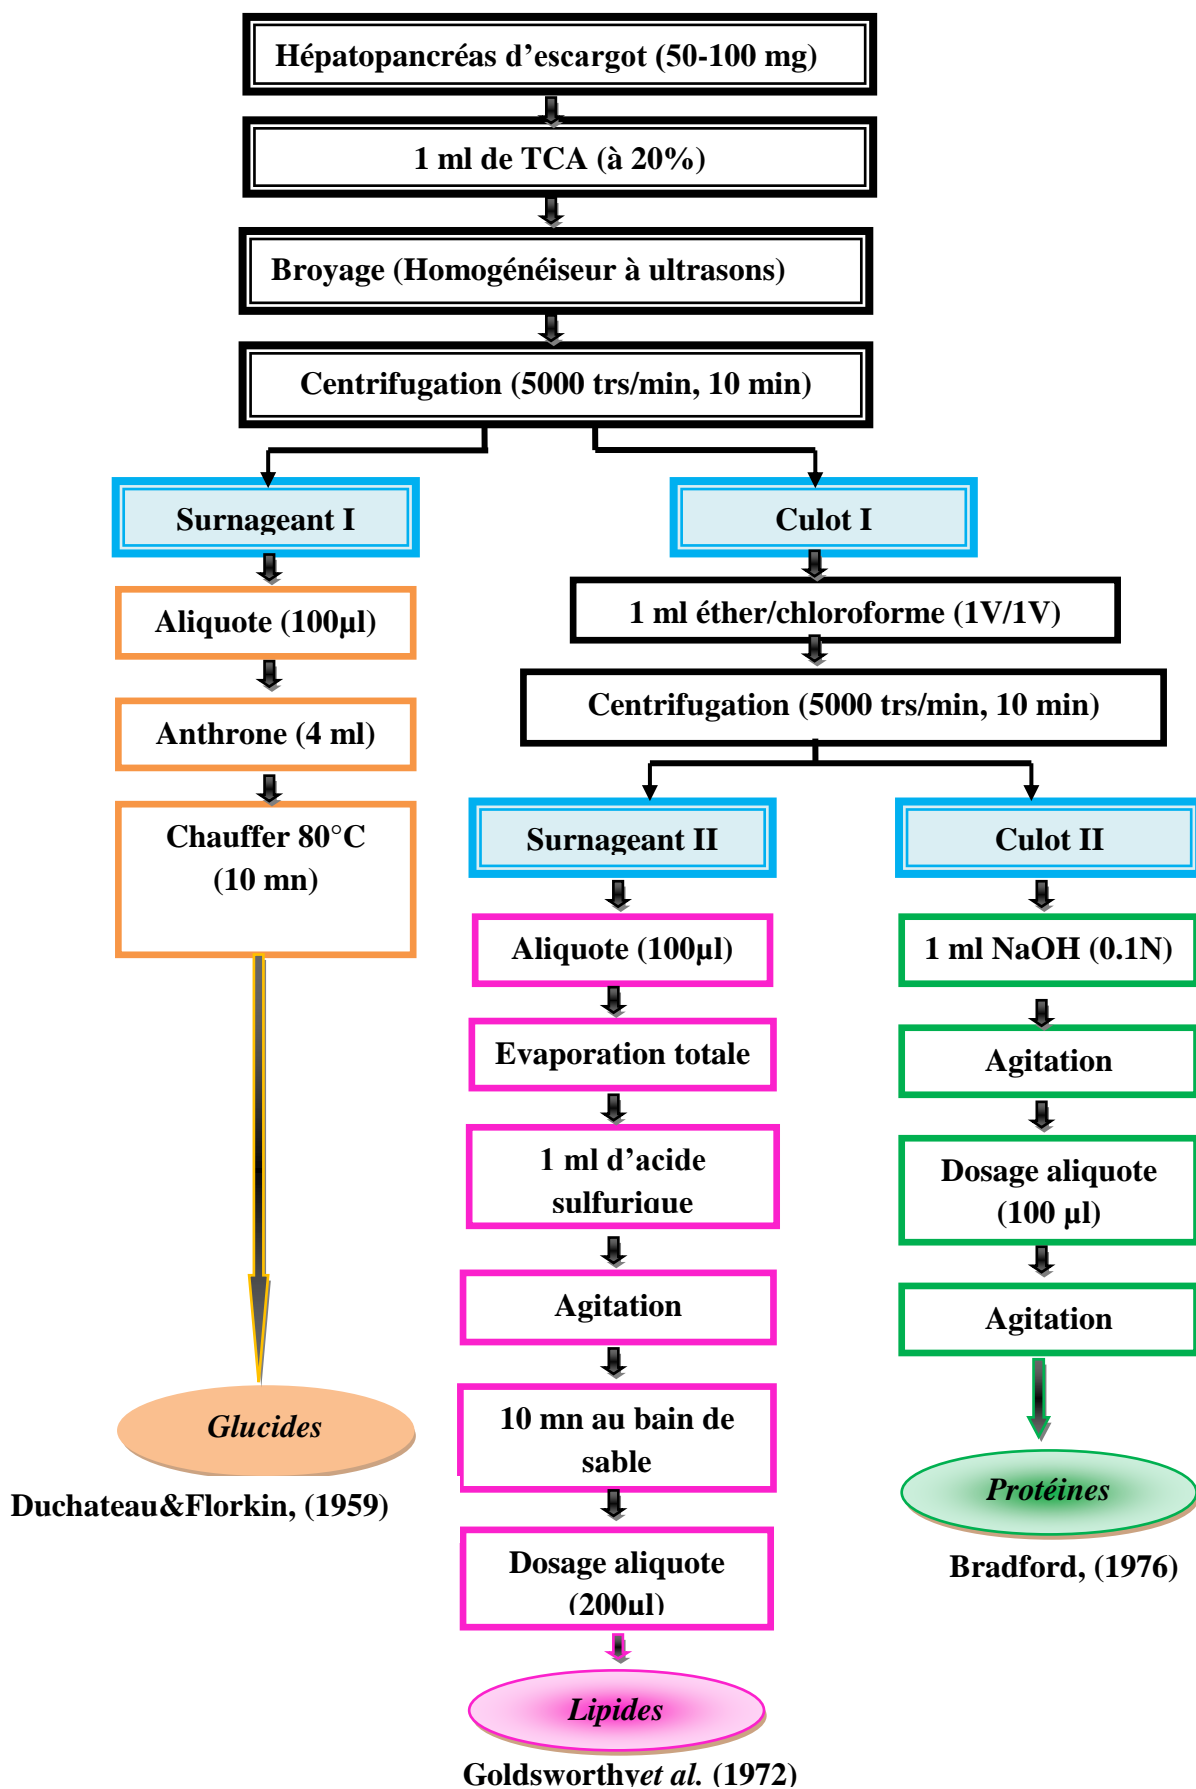 Hépatopancréas d’escargot (50-100 mg)
1 ml de TCA (à 20%)
Broyage (Homogénéiseur à ultrasons)
Centrifugation (5000 trs/min, 10 min)
Surnageant I
Aliquote (100µl)
Anthrone (4 ml)
Chauffer 80°C
(10 mn)
Glucides
Duchateau&Florkin, (1959)
Culot I
1 ml éther/chloroforme (1V/1V)
Centrifugation (5000 trs/min, 10 min)
Surnageant II
Aliquote (100µl)
Evaporation totale
1 ml d’acide
sulfurique
Agitation
10 mn au bain de
sable
Dosage aliquote
(200µl)
Lipides
Goldsworthyet al. (1972)
Culot II
1 ml NaOH (0.1N)
Agitation
Dosage aliquote
(100 µl)
Agitation
Protéines
Bradford, (1976)